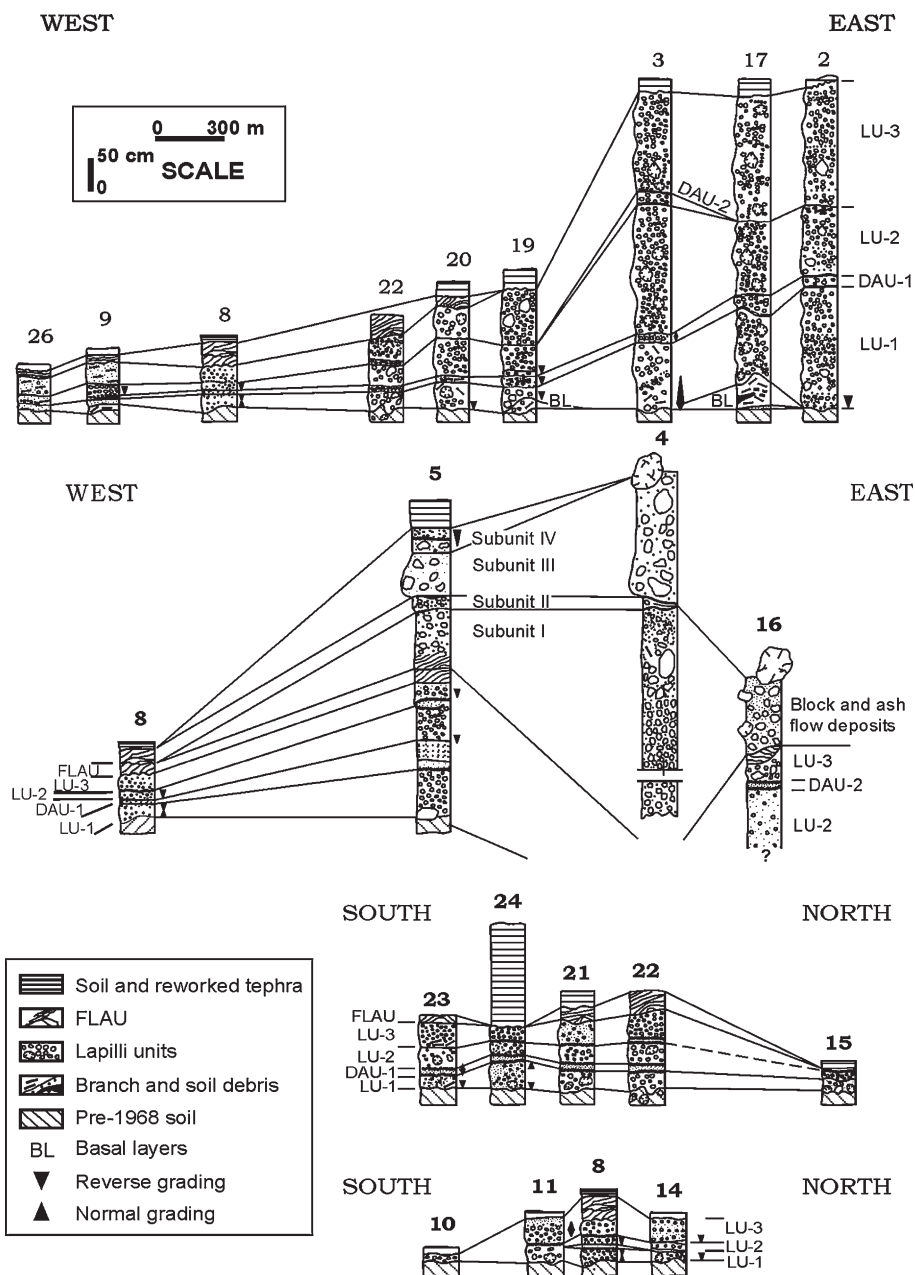 WEST
EAST
0 300 m
50 cm
0
SCALE
3
17
2
LU-3
DAU-2
LU-2
DAU-1
LU-1
19
20
22
8
9
26
BL
BL
WEST
EAST
5
4
Subunit IV
Subunit III
Subunit II
Subunit I
16
Block and ash
flow deposits
LU-3
DAU-2
LU-2
?
8
FLAU
LU-3
LU-2
DAU-1
LU-1
SOUTH
NORTH
24
23
21
22
15
FLAU
LU-3
LU-2
DAU-1
LU-1
Soil and reworked tephra
FLAU
Lapilli units
Branch and soil debris
Pre-1968 soil
BL Basal layers
Reverse grading
Normal grading
SOUTH
NORTH
10
11
8
14
LU-3
LU-2
LU-1